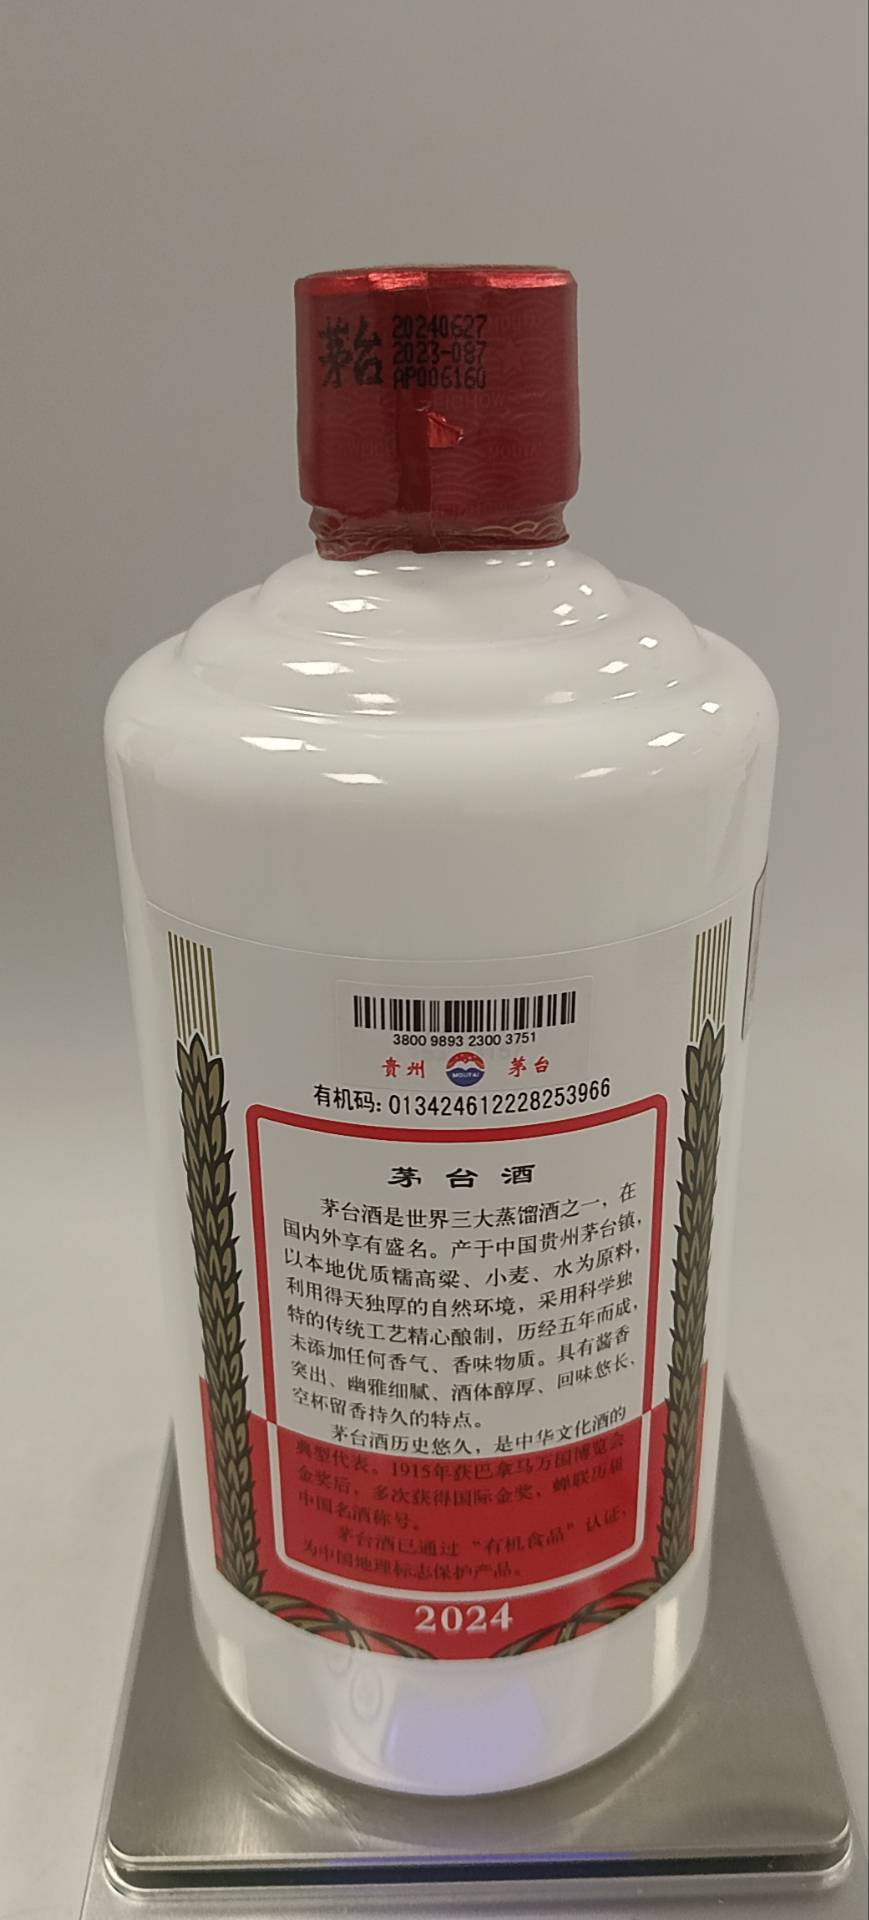 茅台
20240627
2023-087
AP006160
3800 9893 2300 3751
贵州 MOUTAI 茅台
有机码: 0134246122282539​66
茅台酒
茅台酒是世界三大蒸馏酒之一，在
国内外享有盛名。产于中国贵州茅台镇，
以本地优质糯高粱、小麦、水为原料，
利用得天独厚的自然环境，采用科学独
特的传统工艺精心酿制，历经五年而成，
未添加任何香气、香味物质。具有酱香
突出、幽雅细腻、酒体醇厚、回味悠长、
空杯留香持久的特点。
茅台酒历史悠久，是中华文化酒的
典型代表。1915年获巴拿马万国博览会
金奖后，多次获得国际金奖，蝉联历届
中国名酒称号。
茅台酒已通过“有机食品”认证，
为中国地理标志保护产品。
2024